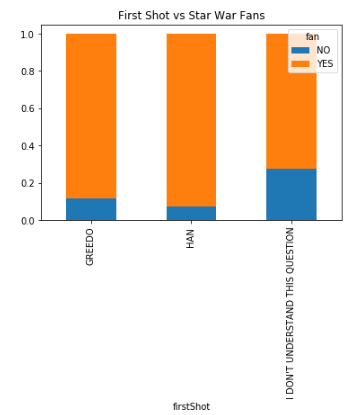 First Shot vs Star War Fans
fan
NO
YES
1.0
0.8
0.6
0.4
0.2
0.0
GREEDO
HAN
I DON'T UNDERSTAND THIS QUESTION
firstShot